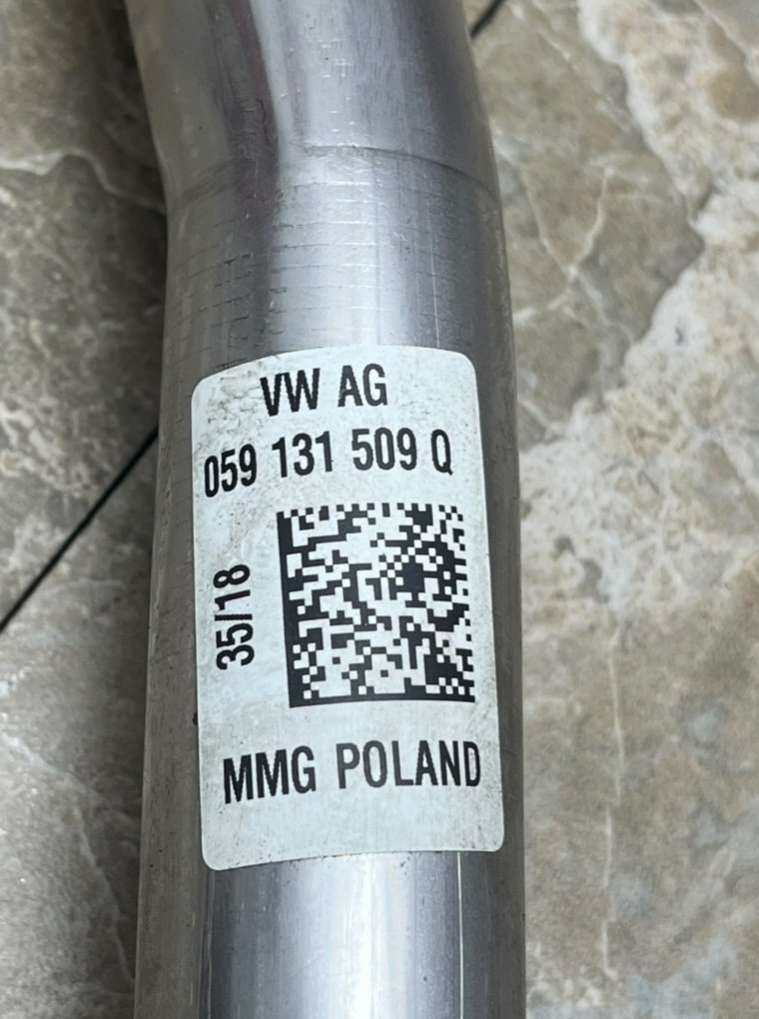 VW AG
059 131 509 Q
35/18
MMG POLAND